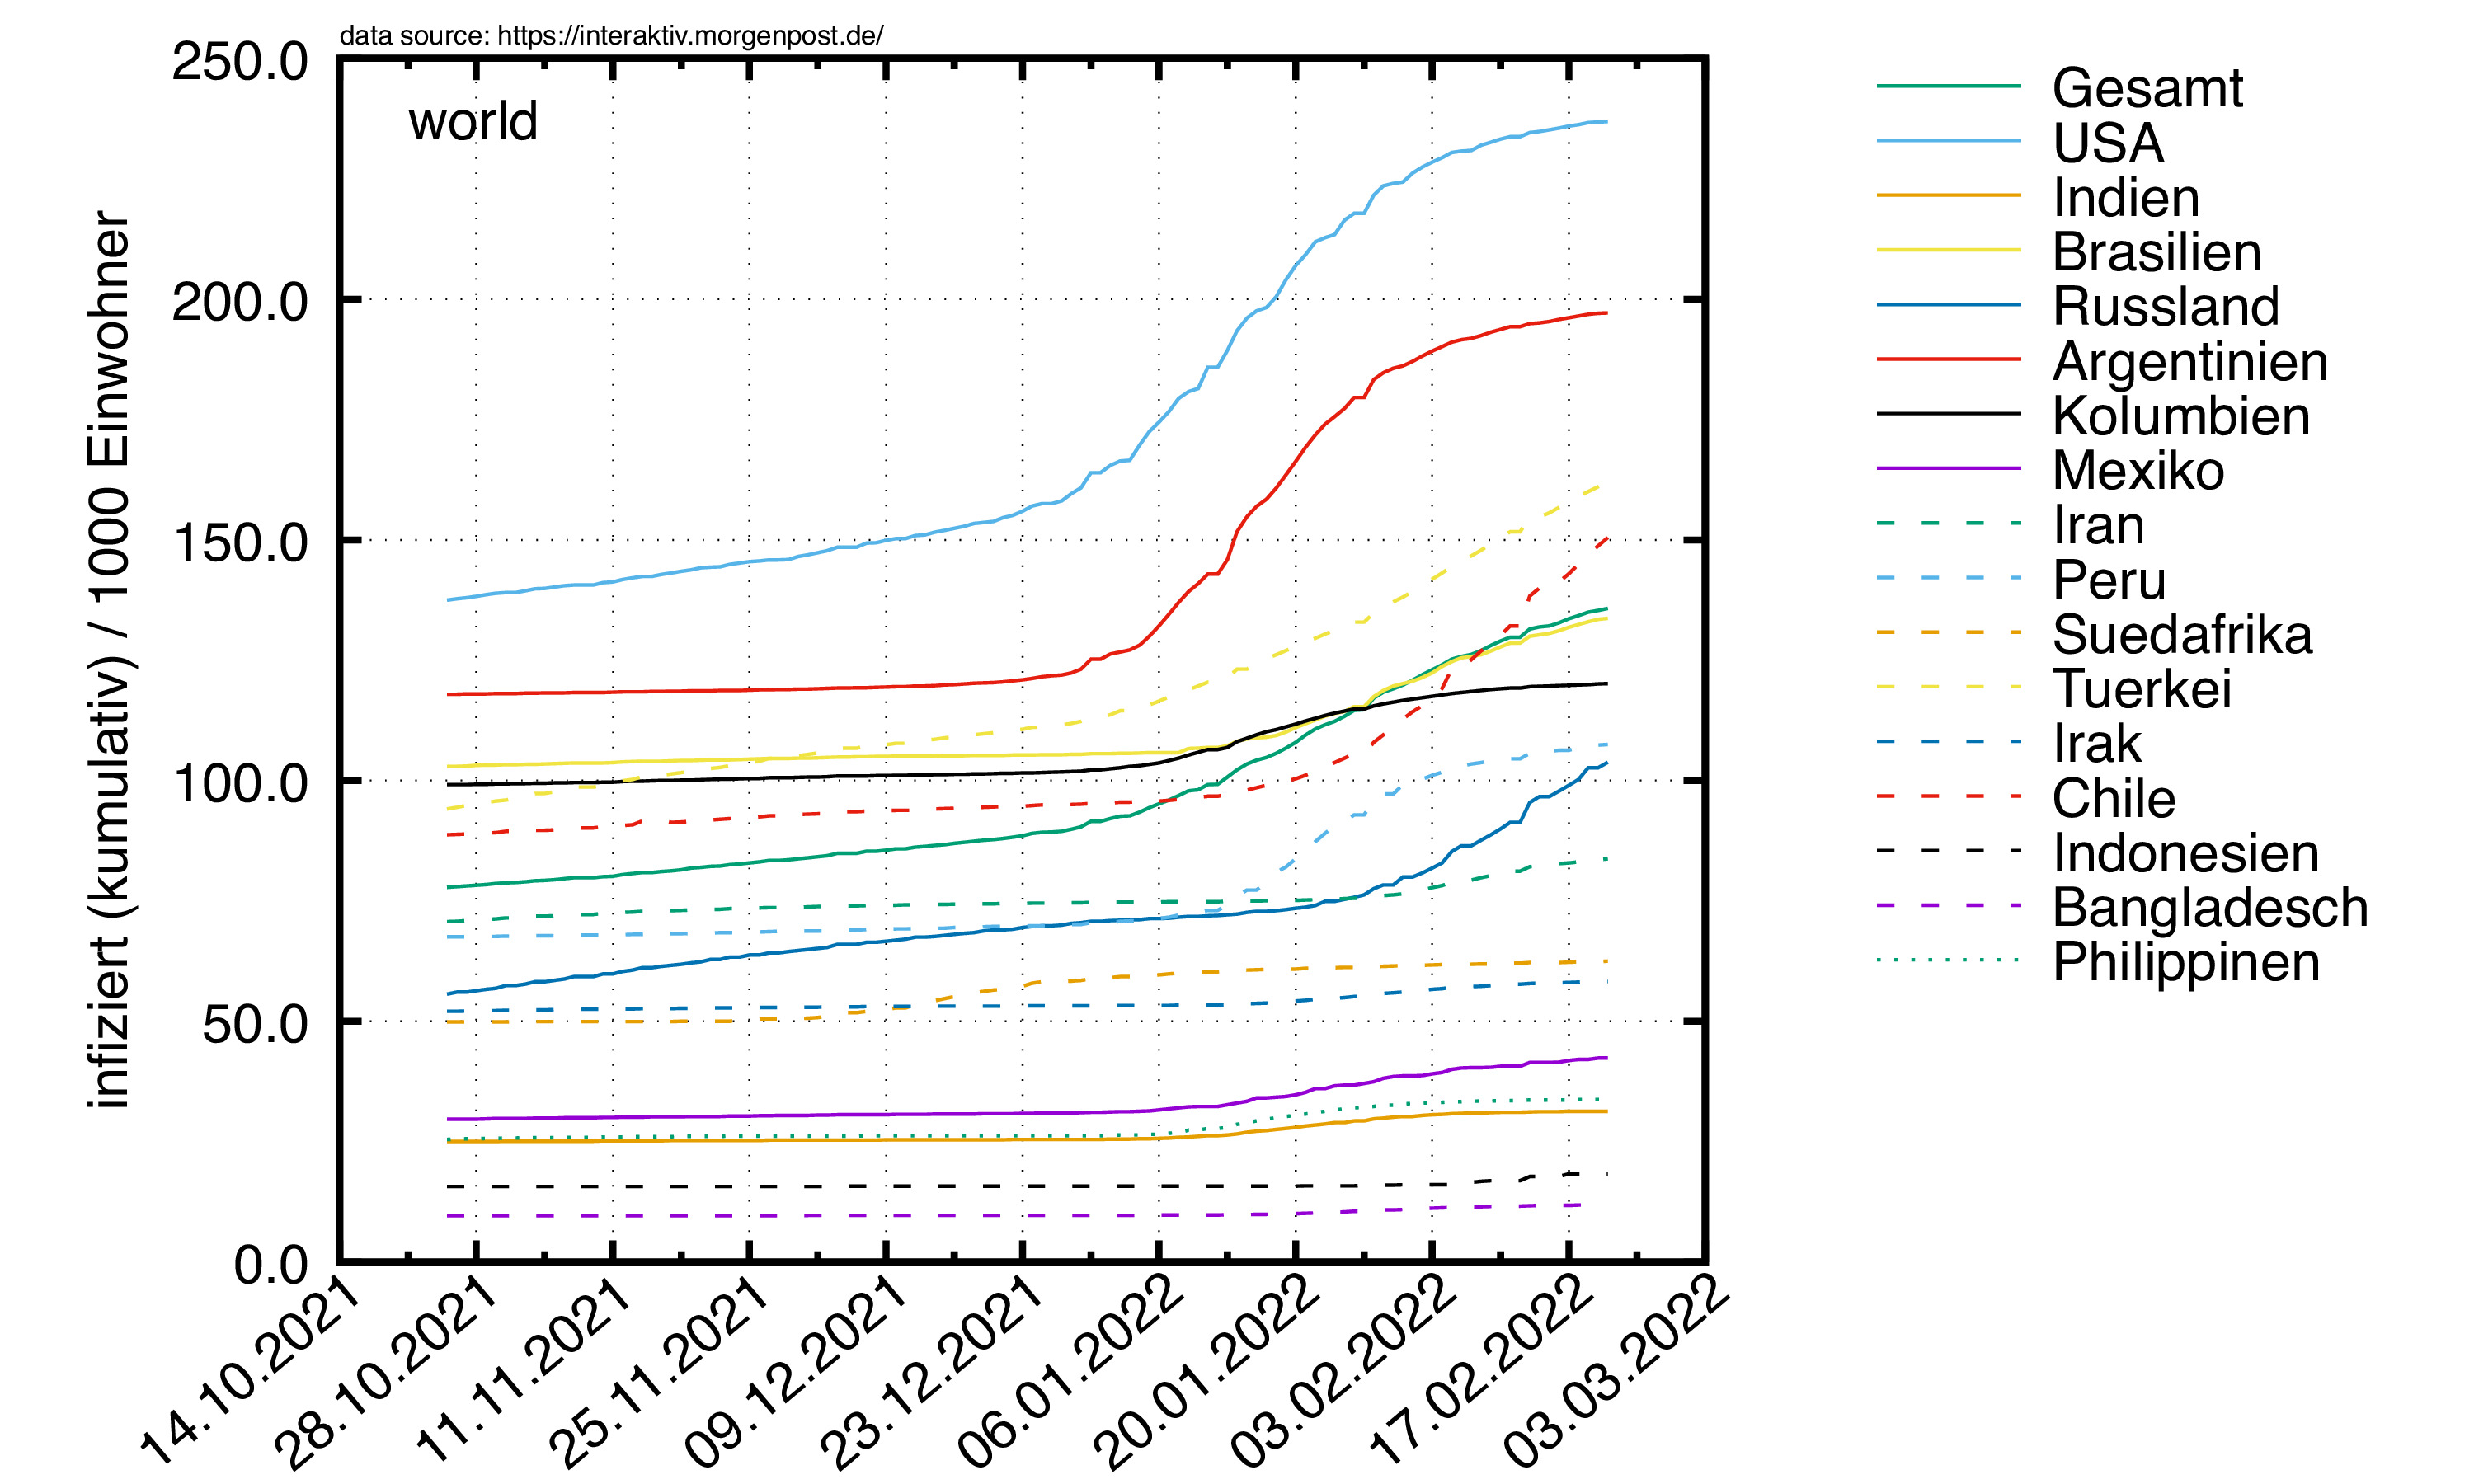 data source: https://interaktiv.morgenpost.de/
world
infiziert (kumulativ) / 1000 Einwohner
250.0
200.0
150.0
100.0
50.0
0.0
14.10.2021
28.10.2021
11.11.2021
25.11.2021
09.12.2021
23.12.2021
06.01.2022
20.01.2022
03.02.2022
17.02.2022
03.03.2022
Gesamt
USA
Indien
Brasilien
Russland
Argentinien
Kolumbien
Mexiko
Iran
Peru
Suedafrika
Tuerkei
Irak
Chile
Indonesien
Bangladesch
Philippinen